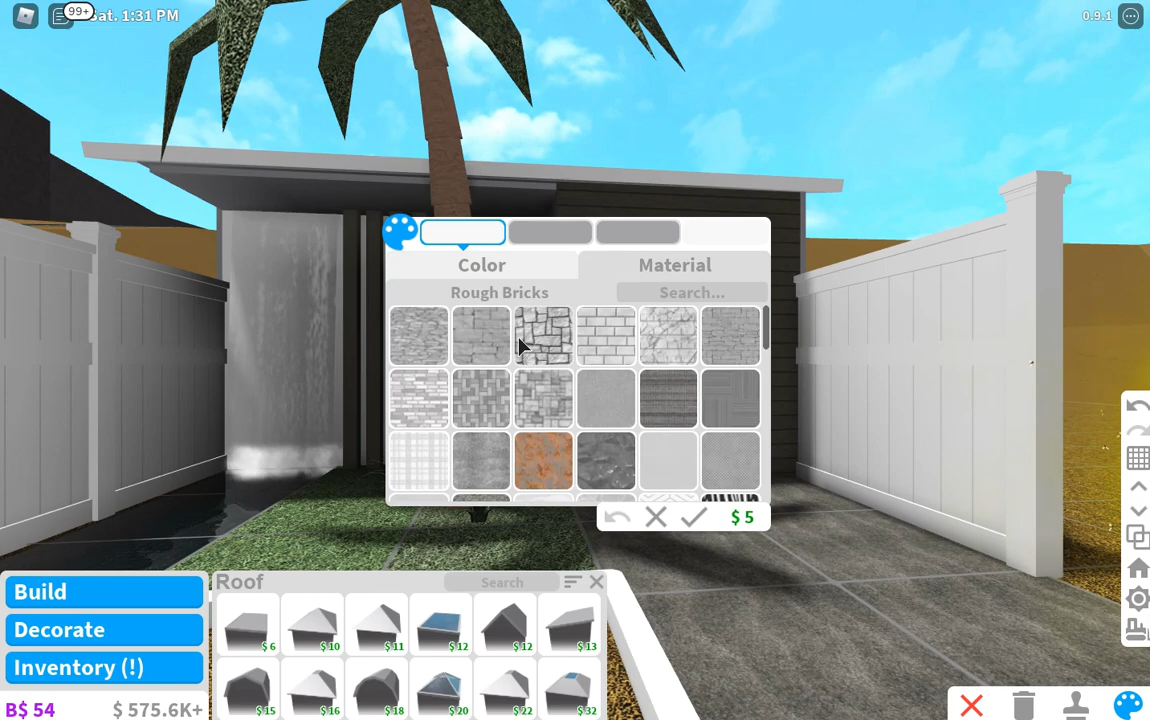 99+
Sat. 1:31 PM
0.9.1
Color
Material
Rough Bricks
Search...
$ 5
Build
Decorate
Inventory (!)
B$ 54
$ 575.6K+
Roof
Search
$ 6
$ 10
$ 11
$ 12
$ 12
$ 13
$ 15
$ 16
$ 18
$ 20
$ 22
$ 32